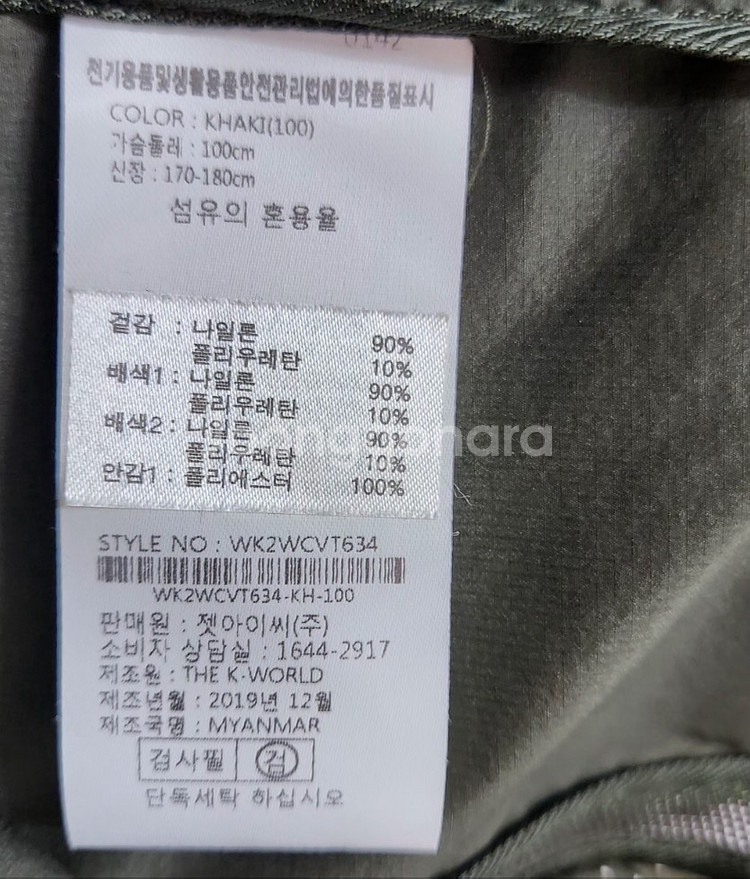 0142
전기용품및생활용품안전관리법에의한품질표시
COLOR : KHAKI(100)
가슴둘레 : 100cm
신장 : 170-180cm
섬유의 혼용율
겉감 : 나일론 90%
폴리우레탄 10%
배색1 : 나일론 90%
폴리우레탄 10%
배색2 : 나일론 90%
폴리우레탄 10%
안감1 : 폴리에스터 100%
STYLE NO : WK2WCVT634
WK2WCVT634-KH-100
판매원 : 젯아이씨(주)
소비자 상담실 : 1644-2917
제조원 : THE K-WORLD
제조년월 : 2019년 12월
제조국명 : MYANMAR
검사필 검
단독세탁 하십시오